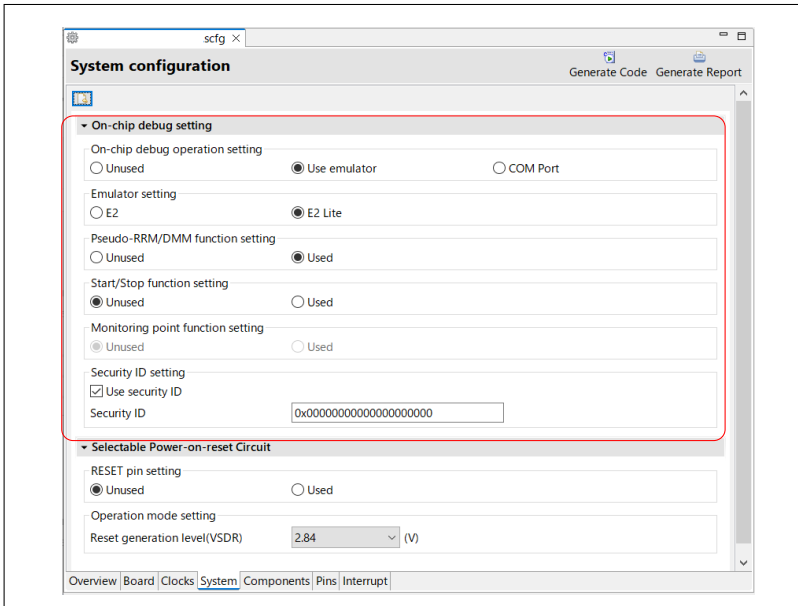 .scfg
System configuration
Generate Code Generate Report
On-chip debug setting
On-chip debug operation setting
Unused Use emulator COM Port
Emulator setting
E2 E2 Lite
Pseudo-RRM/DMM function setting
Unused Used
Start/Stop function setting
Unused Used
Monitoring point function setting
Unused Used
Security ID setting
Use security ID
Security ID 0x00000000000000000000
Selectable Power-on-reset Circuit
RESET pin setting
Unused Used
Operation mode setting
Reset generation level(VSDR) 2.84 (V)
Overview Board Clocks System Components Pins Interrupt